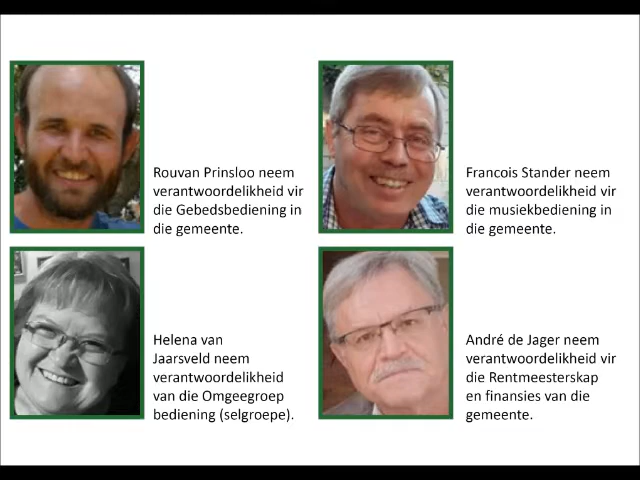 Rouvan Prinsloo neem
verantwoordelikheid vir
die Gebedsbediening in
die gemeente.
Francois Stander neem
verantwoordelikheid vir
die musiekbediening in
die gemeente.
Helena van
Jaarsveld neem
verantwoordelikheid
van die Omgeegroep
bediening (selgroepe).
André de Jager neem
verantwoordelikheid vir
die Rentmeesterskap
en finansies van die
gemeente.